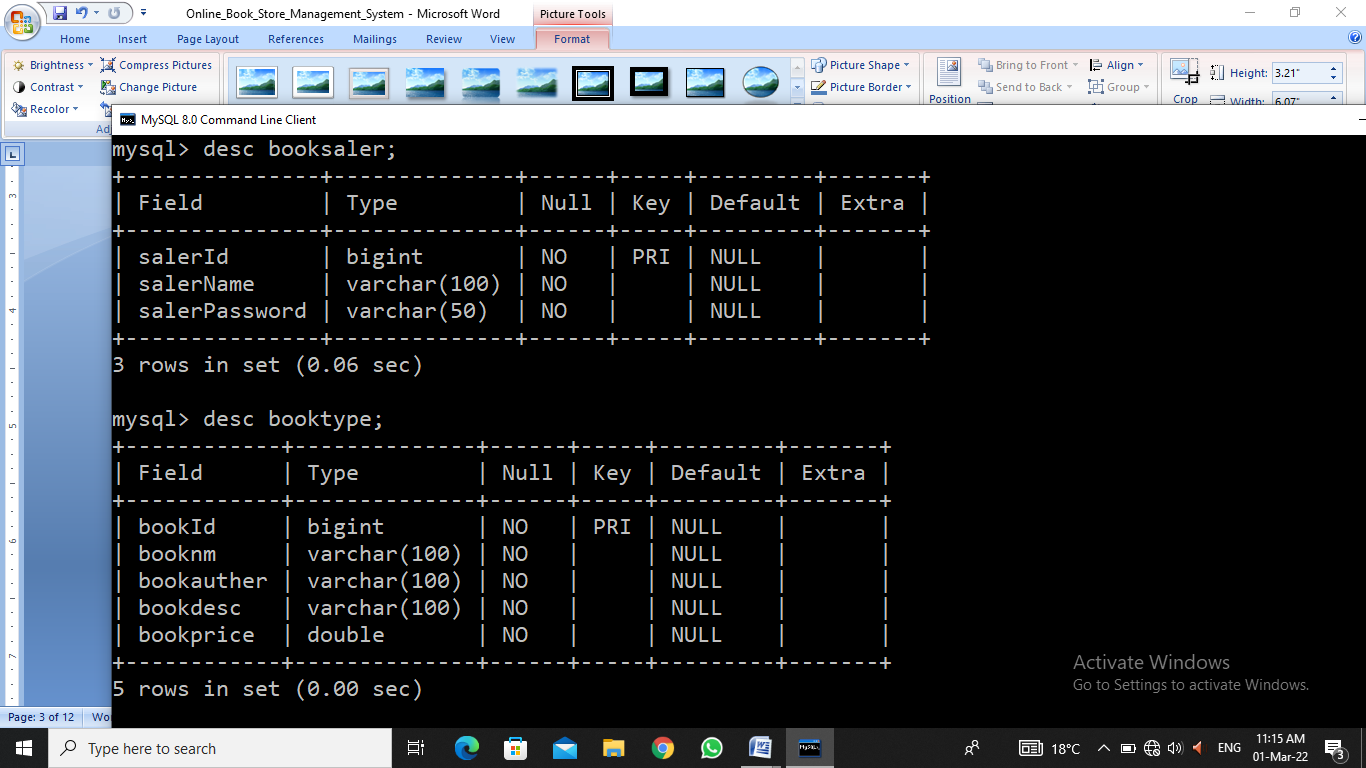 Online_Book_Store_Management_System - Microsoft Word
Picture Tools
Home Insert Page Layout References Mailings Review View Format
Brightness Compress Pictures Picture Shape Bring to Front Align Height: 3.21"
Contrast Change Picture Picture Border Send to Back Group
Recolor Position Crop Width: 6.07"
MySQL 8.0 Command Line Client
mysql> desc booksaler;
+---------------+--------------+------+-----+---------+-------+
| Field         | Type         | Null | Key | Default | Extra |
+---------------+--------------+------+-----+---------+-------+
| salerId       | bigint       | NO   | PRI | NULL    |       |
| salerName     | varchar(100) | NO   |     | NULL    |       |
| salerPassword | varchar(50)  | NO   |     | NULL    |       |
+---------------+--------------+------+-----+---------+-------+
3 rows in set (0.06 sec)
mysql> desc booktype;
+------------+--------------+------+-----+---------+-------+
| Field      | Type         | Null | Key | Default | Extra |
+------------+--------------+------+-----+---------+-------+
| bookId     | bigint       | NO   | PRI | NULL    |       |
| booknm     | varchar(100) | NO   |     | NULL    |       |
| bookauther | varchar(100) | NO   |     | NULL    |       |
| bookdesc   | varchar(100) | NO   |     | NULL    |       |
| bookprice  | double       | NO   |     | NULL    |       |
+------------+--------------+------+-----+---------+-------+
5 rows in set (0.00 sec)
Activate Windows
Go to Settings to activate Windows.
Page: 3 of 12
Type here to search
18°C
ENG
11:15 AM
01-Mar-22
3